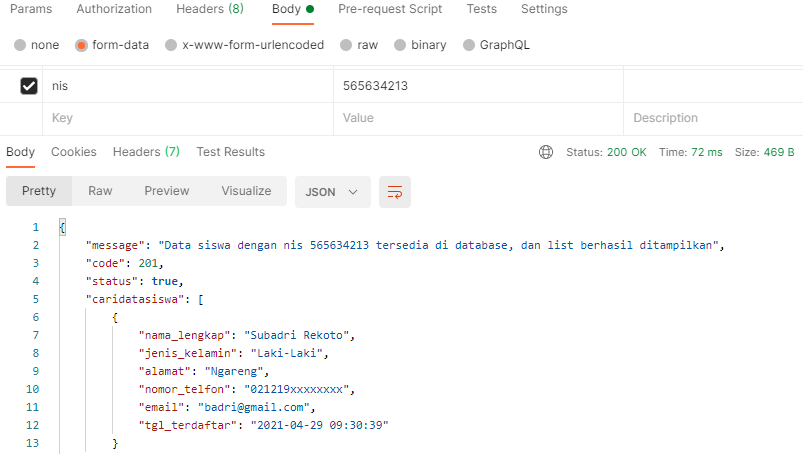 Params Authorization Headers (8) Body Pre-request Script Tests Settings
none form-data x-www-form-urlencoded raw binary GraphQL
nis 565634213
Key Value Description
Body Cookies Headers (7) Test Results Status: 200 OK Time: 72 ms Size: 469 B
Pretty Raw Preview Visualize JSON
1 {
2 "message": "Data siswa dengan nis 565634213 tersedia di database, dan list berhasil ditampilkan",
3 "code": 201,
4 "status": true,
5 "caridatasiswa": [
6 {
7 "nama_lengkap": "Subadri Rekoto",
8 "jenis_kelamin": "Laki-Laki",
9 "alamat": "Ngareng",
10 "nomor_telfon": "021219xxxxxxxx",
11 "email": "badri@gmail.com",
12 "tgl_terdaftar": "2021-04-29 09:30:39"
13 }